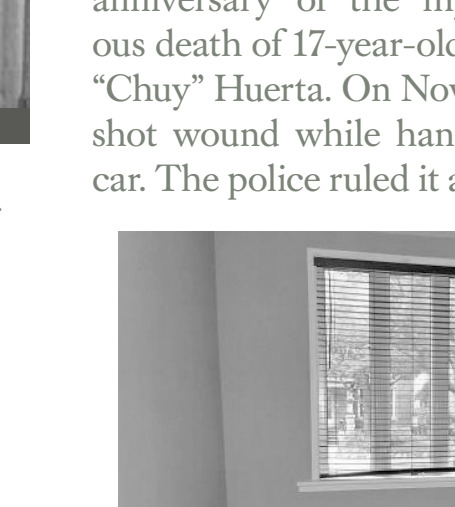 anniversary of the
ous death of 17-year-old
“Chuy” Huerta. On Nov
shot wound while han
car. The police ruled it a